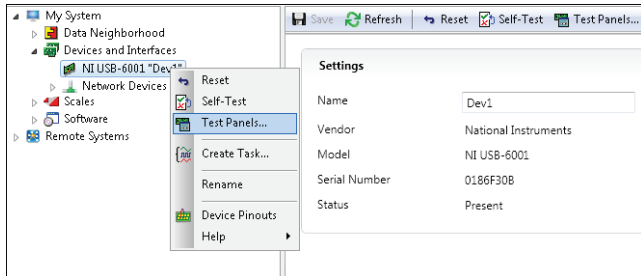 My System
Data Neighborhood
Devices and Interfaces
NI USB-6001 "Dev1"
Network Devices
Scales
Software
Remote Systems
Reset
Self-Test
Test Panels...
Create Task...
Rename
Device Pinouts
Help
Save Refresh Reset Self-Test Test Panels...
Settings
Name Dev1
Vendor National Instruments
Model NI USB-6001
Serial Number 0186F30B
Status Present